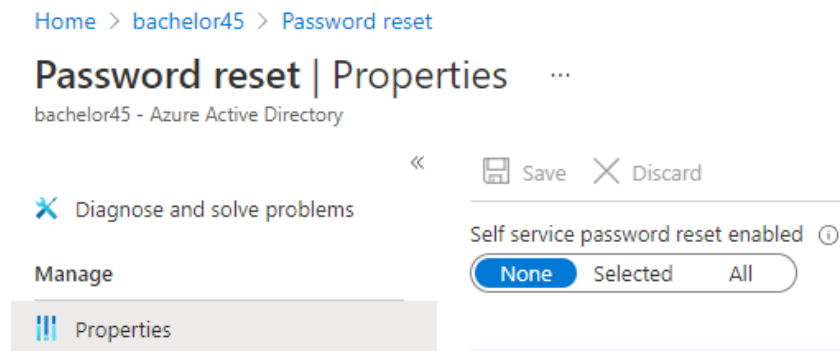 Home > bachelor45 > Password reset
Password reset | Properties ...
bachelor45 - Azure Active Directory
«
Save Discard
Diagnose and solve problems
Self service password reset enabled
None Selected All
Manage
Properties